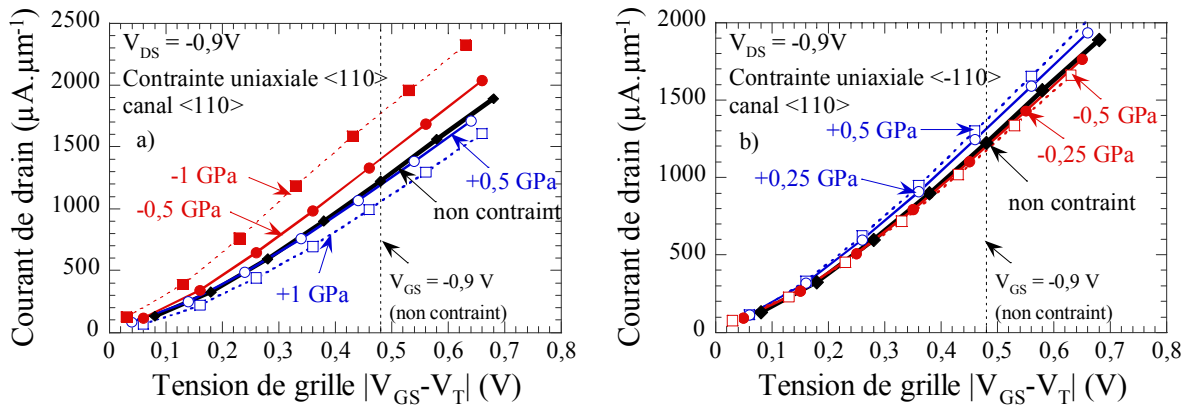 Courant de drain (µA.µm⁻¹)
2500
2000
1500
1000
500
0
V_DS = -0,9V
Contrainte uniaxiale <110>
canal <110>
a)
-1 GPa
-0,5 GPa
+0,5 GPa
non contraint
+1 GPa
V_GS = -0,9 V
(non contraint)
0 0,1 0,2 0,3 0,4 0,5 0,6 0,7 0,8
Tension de grille |V_GS-V_T| (V)
Courant de drain (µA.µm⁻¹)
2000
1500
1000
500
0
V_DS = -0,9V
Contrainte uniaxiale <-110>
canal <110>
b)
+0,5 GPa
-0,5 GPa
-0,25 GPa
+0,25 GPa
non contraint
V_GS = -0,9 V
(non contraint)
0 0,1 0,2 0,3 0,4 0,5 0,6 0,7 0,8
Tension de grille |V_GS-V_T| (V)